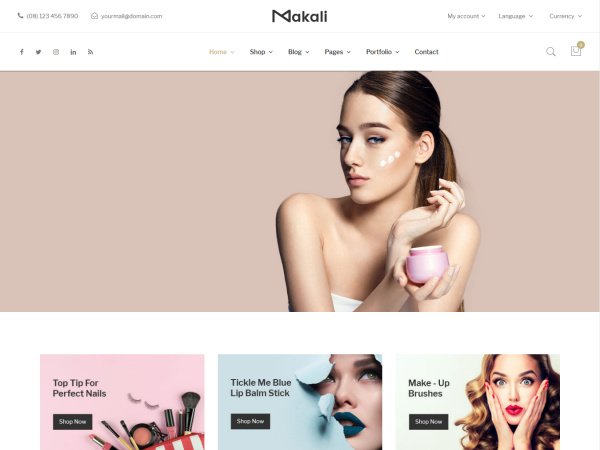 (08) 123 456 7890
yourmail@domain.com
Makali
My account
Language
Currency
Home
Shop
Blog
Pages
Portfolio
Contact
0
Top Tip For
Perfect Nails
Shop Now
Tickle Me Blue
Lip Balm Stick
Shop Now
Make - Up
Brushes
Shop Now